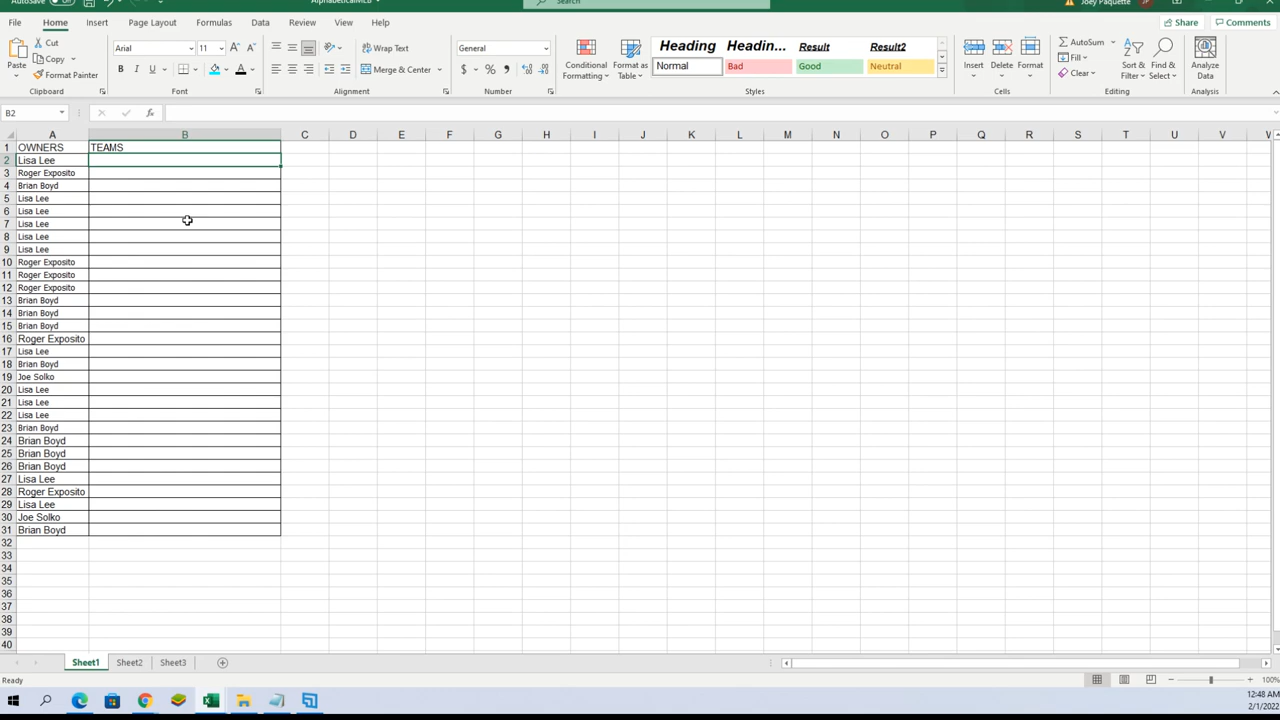 AutoSave
AlphabeticalMLB
Search
Joey Paquette
File Home Insert Page Layout Formulas Data Review View Help
Share Comments
Paste
Cut
Copy
Format Painter
Clipboard
Arial 11
B I U
Font
Wrap Text
Merge & Center
Alignment
General
$ % 9
Number
Conditional Formatting
Format as Table
Heading Headin... Result Result2
Normal Bad Good Neutral
Styles
Insert Delete Format
Cells
AutoSum
Fill
Clear
Sort & Filter
Find & Select
Editing
Analyze Data
Analysis
B2
fx
A B C D E F G H I J K L M N O P Q R S T U V W
1 OWNERS TEAMS
2 Lisa Lee
3 Roger Exposito
4 Brian Boyd
5 Lisa Lee
6 Lisa Lee
7 Lisa Lee
8 Lisa Lee
9 Lisa Lee
10 Roger Exposito
11 Roger Exposito
12 Roger Exposito
13 Brian Boyd
14 Brian Boyd
15 Brian Boyd
16 Roger Exposito
17 Lisa Lee
18 Brian Boyd
19 Joe Solko
20 Lisa Lee
21 Lisa Lee
22 Lisa Lee
23 Brian Boyd
24 Brian Boyd
25 Brian Boyd
26 Brian Boyd
27 Lisa Lee
28 Roger Exposito
29 Lisa Lee
30 Joe Solko
31 Brian Boyd
32
33
34
35
36
37
38
39
40
Sheet1 Sheet2 Sheet3
Ready
100%
12:48 AM
2/1/2022